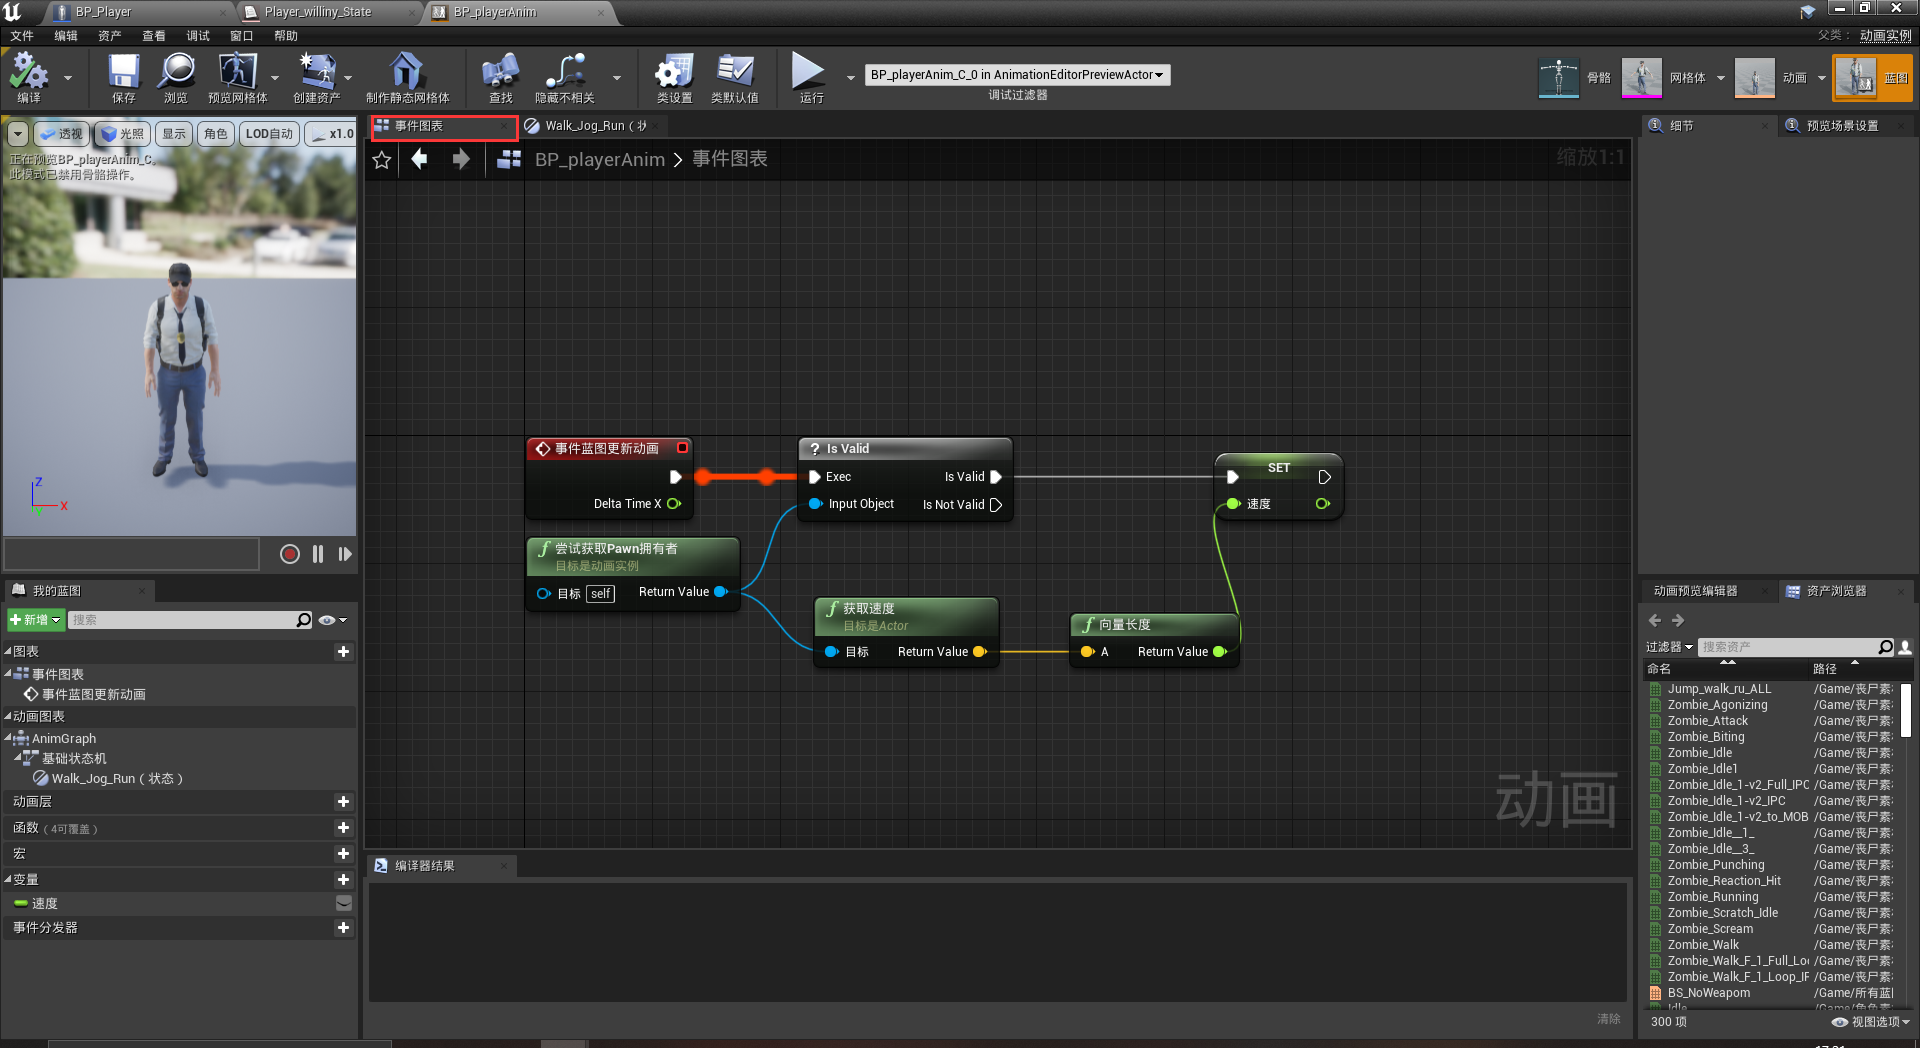 BP_Player
Player_williny_State
BP_playerAnim
文件 编辑 资产 查看 调试 窗口 帮助
父类： 动画实例
编译 保存 浏览 预览网格体 创建资产 制作静态网格体 查找 隐藏不相关 类设置 类默认值 运行
BP_playerAnim_C_0 in AnimationEditorPreviewActor
调试过滤器
骨骼 网格体 动画 蓝图
透视 光照 显示 角色 LOD自动 x1.0
正在预览BP_playerAnim_C。
此模式已禁用骨骼操作。
Z
X
事件图表
Walk_Jog_Run（状
BP_playerAnim > 事件图表
缩放1:1
事件蓝图更新动画
Delta Time X
? Is Valid
Exec
Is Valid
Input Object
Is Not Valid
SET
速度
f 尝试获取Pawn拥有者
目标是动画实例
目标 self
Return Value
f 获取速度
目标是Actor
目标
Return Value
f 向量长度
A
Return Value
动画
编译器结果
清除
我的蓝图
新增
搜索
图表
事件图表
事件蓝图更新动画
动画图表
AnimGraph
基础状态机
Walk_Jog_Run（状态）
动画层
函数（4可覆盖）
宏
变量
速度
事件分发器
细节
预览场景设置
动画预览编辑器
资产浏览器
过滤器
搜索资产
命名 路径
Jump_walk_ru_ALL /Game/丧尸素
Zombie_Agonizing /Game/丧尸素
Zombie_Attack /Game/丧尸素
Zombie_Biting /Game/丧尸素
Zombie_Idle /Game/丧尸素
Zombie_Idle1 /Game/丧尸素
Zombie_Idle_1-v2_Full_IPC /Game/丧尸素
Zombie_Idle_1-v2_IPC /Game/丧尸素
Zombie_Idle_1-v2_to_MOB /Game/丧尸素
Zombie_Idle__1_ /Game/丧尸素
Zombie_Idle__3_ /Game/丧尸素
Zombie_Punching /Game/丧尸素
Zombie_Reaction_Hit /Game/丧尸素
Zombie_Running /Game/丧尸素
Zombie_Scratch_Idle /Game/丧尸素
Zombie_Scream /Game/丧尸素
Zombie_Walk /Game/丧尸素
Zombie_Walk_F_1_Full_Loo /Game/丧尸素
Zombie_Walk_F_1_Loop_IF /Game/丧尸素
BS_NoWeapom /Game/所有蓝
300 项
视图选项